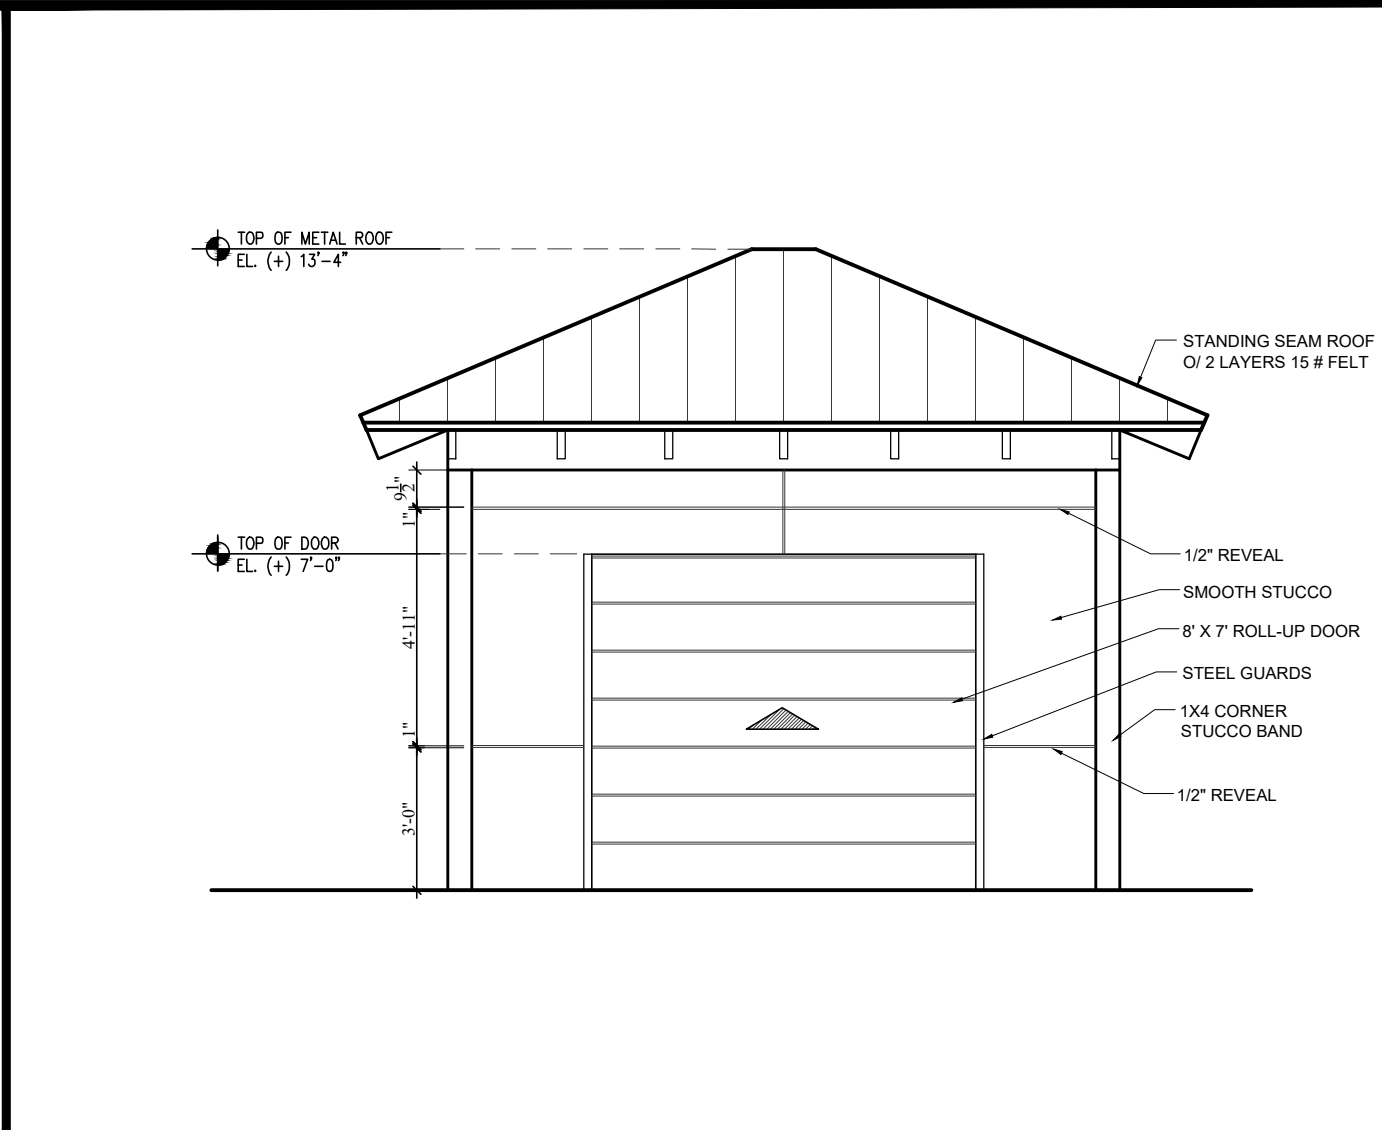 TOP OF METAL ROOF
EL. (+) 13'-4"
STANDING SEAM ROOF
O/ 2 LAYERS 15 # FELT
9 1/2"
1"
TOP OF DOOR
EL. (+) 7'-0"
1/2" REVEAL
SMOOTH STUCCO
4'-11"
8' X 7' ROLL-UP DOOR
STEEL GUARDS
1X4 CORNER
STUCCO BAND
1"
1/2" REVEAL
3'-0"